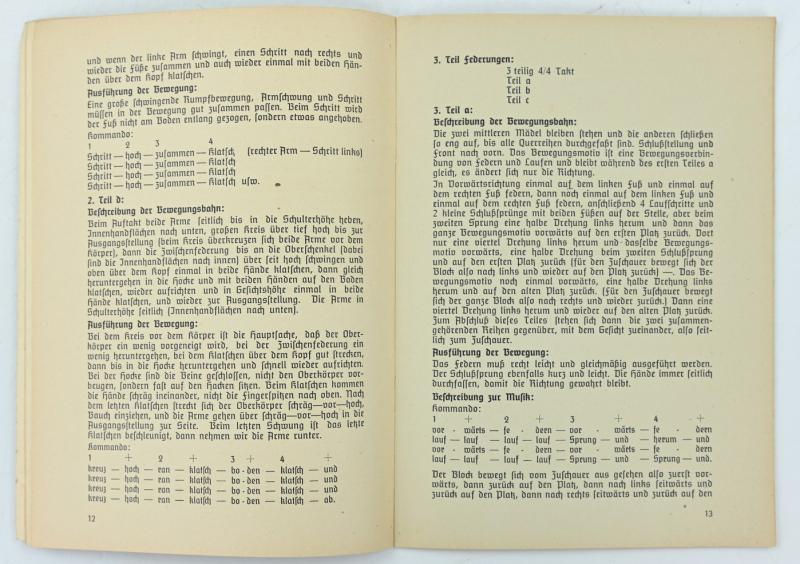 und wenn der linke Arm schwingt, einen Schritt nach rechts und
wieder die Füße zusammen und auch wieder einmal mit beiden Hän-
den über dem Kopf klatschen.
Ausführung der Bewegung:
Eine große schwingende Rumpfbewegung, Armschwung und Schritt
müssen in der Bewegung gut zusammen passen. Beim Schritt wird
der Fuß nicht am Boden entlang gezogen, sondern etwas angehoben.
Kommando:
1 2 3 4
Schritt — hoch — zusammen — klatsch (rechter Arm — Schritt links)
Schritt — hoch — zusammen — klatsch
Schritt — hoch — zusammen — klatsch
Schritt — hoch — zusammen — klatsch usw.
2. Teil d:
Beschreibung der Bewegungsbahn:
Beim Auftakt beide Arme seitlich bis in die Schulterhöhe heben,
Innenhandflächen nach unten, großen Kreis über tief hoch bis zur
Ausgangsstellung (beim Kreis überkreuzen sich beide Arme vor dem
Körper), dann die Zwischenfederung bis an die Oberschenkel (dabei
sind die Innenhandflächen nach innen) über seit hoch schwingen und
oben über dem Kopf einmal in beide Hände klatschen, dann gleich
heruntergehen in die Hocke und mit beiden Händen auf den Boden
klatschen, wieder aufrichten und in Gesichtshöhe einmal in beide
Hände klatschen, und wieder zur Ausgangsstellung. Die Arme in
Schulterhöhe seitlich (Innenhandflächen nach unten).
Ausführung der Bewegung:
Bei dem Kreis vor dem Körper ist die Hauptsache, daß der Ober-
körper ein wenig vorgeneigt wird, bei der Zwischenfederung ein
wenig heruntergehen, bei dem Klatschen über dem Kopf gut strecken,
dann bis in die Hocke heruntergehen und schnell wieder aufrichten.
Bei der Hocke sind die Beine geschlossen, nicht den Oberkörper vor-
beugen, sondern fast auf den Hacken sitzen. Beim Klatschen kommen
die Hände schräg ineinander, nicht die Fingerspitzen nach oben. Nach
dem letzten Klatschen streckt sich der Oberkörper schräg—vor—hoch,
Bauch einziehen, und die Arme gehen über schräg—vor—hoch in die
Ausgangsstellung zur Seite. Beim letzten Schwung ist das letzte
Klatschen beschleunigt, dann nehmen wir die Arme runter.
Kommando:
1 + 2 + 3 + 4 +
kreuz — hoch — ran — klatsch — bo - den — klatsch — und
kreuz — hoch — ran — klatsch — bo - den — klatsch — und
kreuz — hoch — ran — klatsch — bo - den — klatsch — und
kreuz — hoch — ran — klatsch — bo - den — klatsch — ab.
12
3. Teil Federungen:
3 teilig 4/4 Takt
Teil a
Teil b
Teil c
3. Teil a:
Beschreibung der Bewegungsbahn:
Die zwei mittleren Mädel bleiben stehen und die anderen schließen
so eng auf, bis alle Querreihen durchgefaßt sind. Schlußstellung und
Front nach vorn. Das Bewegungsmotiv ist eine Bewegungsverbin-
dung von Federn und Laufen und bleibt während des ersten Teiles a
gleich, es ändert sich nur die Richtung.
In Vorwärtsrichtung einmal auf dem linken Fuß und einmal auf
dem rechten Fuß federn, dann noch einmal auf dem linken Fuß und
einmal auf dem rechten Fuß federn, anschließend 4 Laufschritte und
2 kleine Schlußsprünge mit beiden Füßen auf der Stelle, aber beim
zweiten Sprung eine halbe Drehung links herum und dann das
ganze Bewegungsmotiv vorwärts auf den ersten Platz zurück. Dort
nur eine viertel Drehung links herum und dasselbe Bewegungs-
motiv vorwärts, eine halbe Drehung beim zweiten Schlußsprung
und auf den ersten Platz zurück (für den Zuschauer bewegt sich der
Block also nach links und wieder auf den Platz zurück) —. Das Be-
wegungsmotiv noch einmal vorwärts, eine halbe Drehung links
herum und auf den alten Platz zurück. (Für den Zuschauer bewegt
sich der ganze Block also nach rechts und wieder zurück.) Dann eine
viertel Drehung links herum und wieder auf den alten Platz zurück.
Zum Abschluß dieses Teiles stehen sich dann die zwei zusammen-
gehörenden Reihen gegenüber, mit dem Gesicht zueinander, also seit-
lich zum Zuschauer.
Ausführung der Bewegung:
Das Federn muß recht leicht und gleichmäßig ausgeführt werden.
Der Schlußsprung ebenfalls kurz und leicht. Die Hände immer seitlich
durchfassen, damit die Richtung gewahrt bleibt.
Beschreibung zur Musik:
Kommando:
1 + 2 + 3 + 4 +
vor - wärts — fe - dern — vor - wärts — fe - dern
lauf — lauf — lauf — lauf — Sprung — und — herum — und
vor - wärts — fe - dern — vor - wärts — fe - dern
lauf — lauf — lauf — lauf — Sprung — und — Sprung — und.
Der Block bewegt sich vom Zuschauer aus gesehen also zuerst vor-
wärts, dann zurück auf den Platz, dann nach links seitwärts und
zurück auf den Platz, dann nach rechts seitwärts und zurück auf den
13